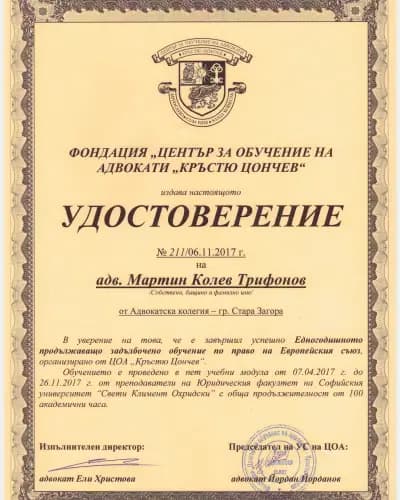 ФОНДАЦИЯ „ЦЕНТЪР ЗА ОБУЧЕНИЕ НА
АДВОКАТИ „КРЪСТЮ ЦОНЧЕВ“
издава настоящото
УДОСТОВЕРЕНИЕ
№ 211/06.11.2017 г.
на
адв. Мартин Колев Трифонов
/Собствено, бащино и фамилно име/
от Адвокатска колегия – гр. Стара Загора
В уверение на това, че е завършил успешно Едногодишното
продължаващо задълбочено обучение по право на Европейския съюз,
организирано от ЦОА „Кръстю Цончев“.
Обучението е проведено в пет учебни модула от 07.04.2017 г. до
26.11.2017 г. от преподаватели на Юридическия факултет на Софийския
университет “Свети Климент Охридски” с обща продължителност от 100
академични часа.
Изпълнителен директор:
Председател на УС на ЦОА:
адвокат Ели Христова
адвокат Йордан Йорданов